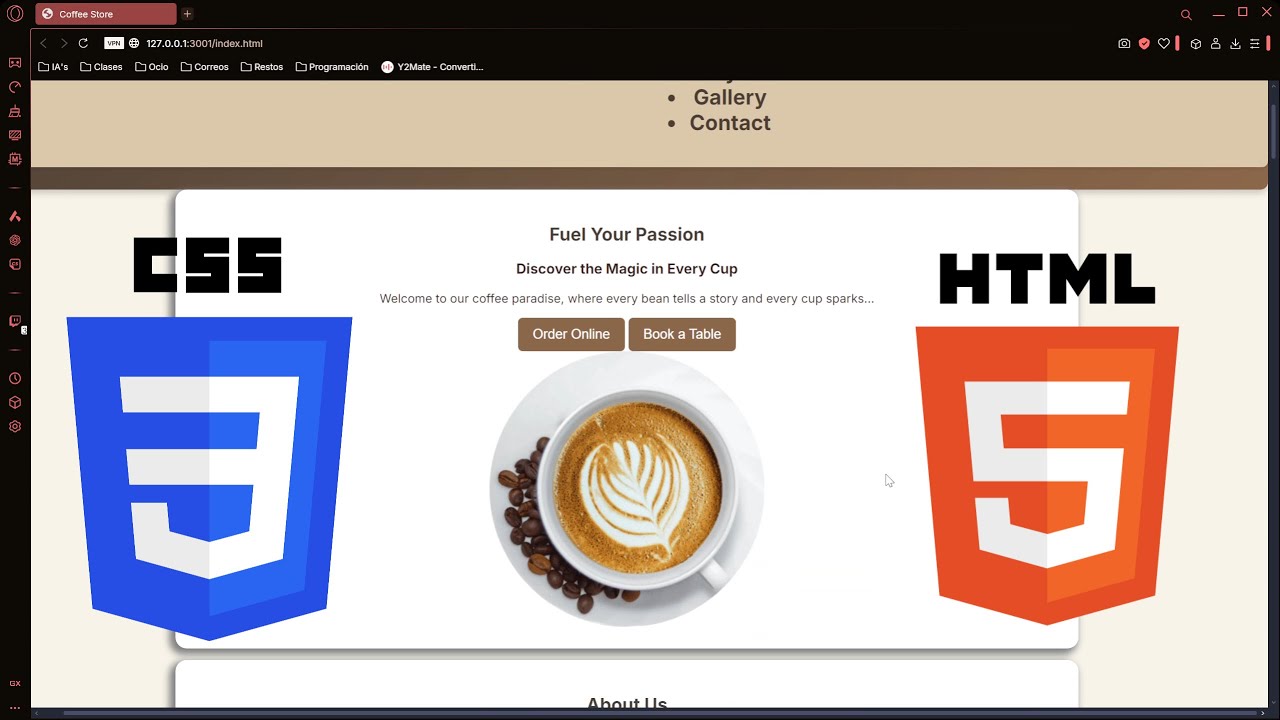 Coffee Store
VPN 127.0.0.1:3001/index.html
IA's Clases Ocio Correos Restos Programación Y2Mate - Converti...
Gallery
Contact
Fuel Your Passion
Discover the Magic in Every Cup
Welcome to our coffee paradise, where every bean tells a story and every cup sparks...
Order Online Book a Table
CSS
HTML
About Us
GX